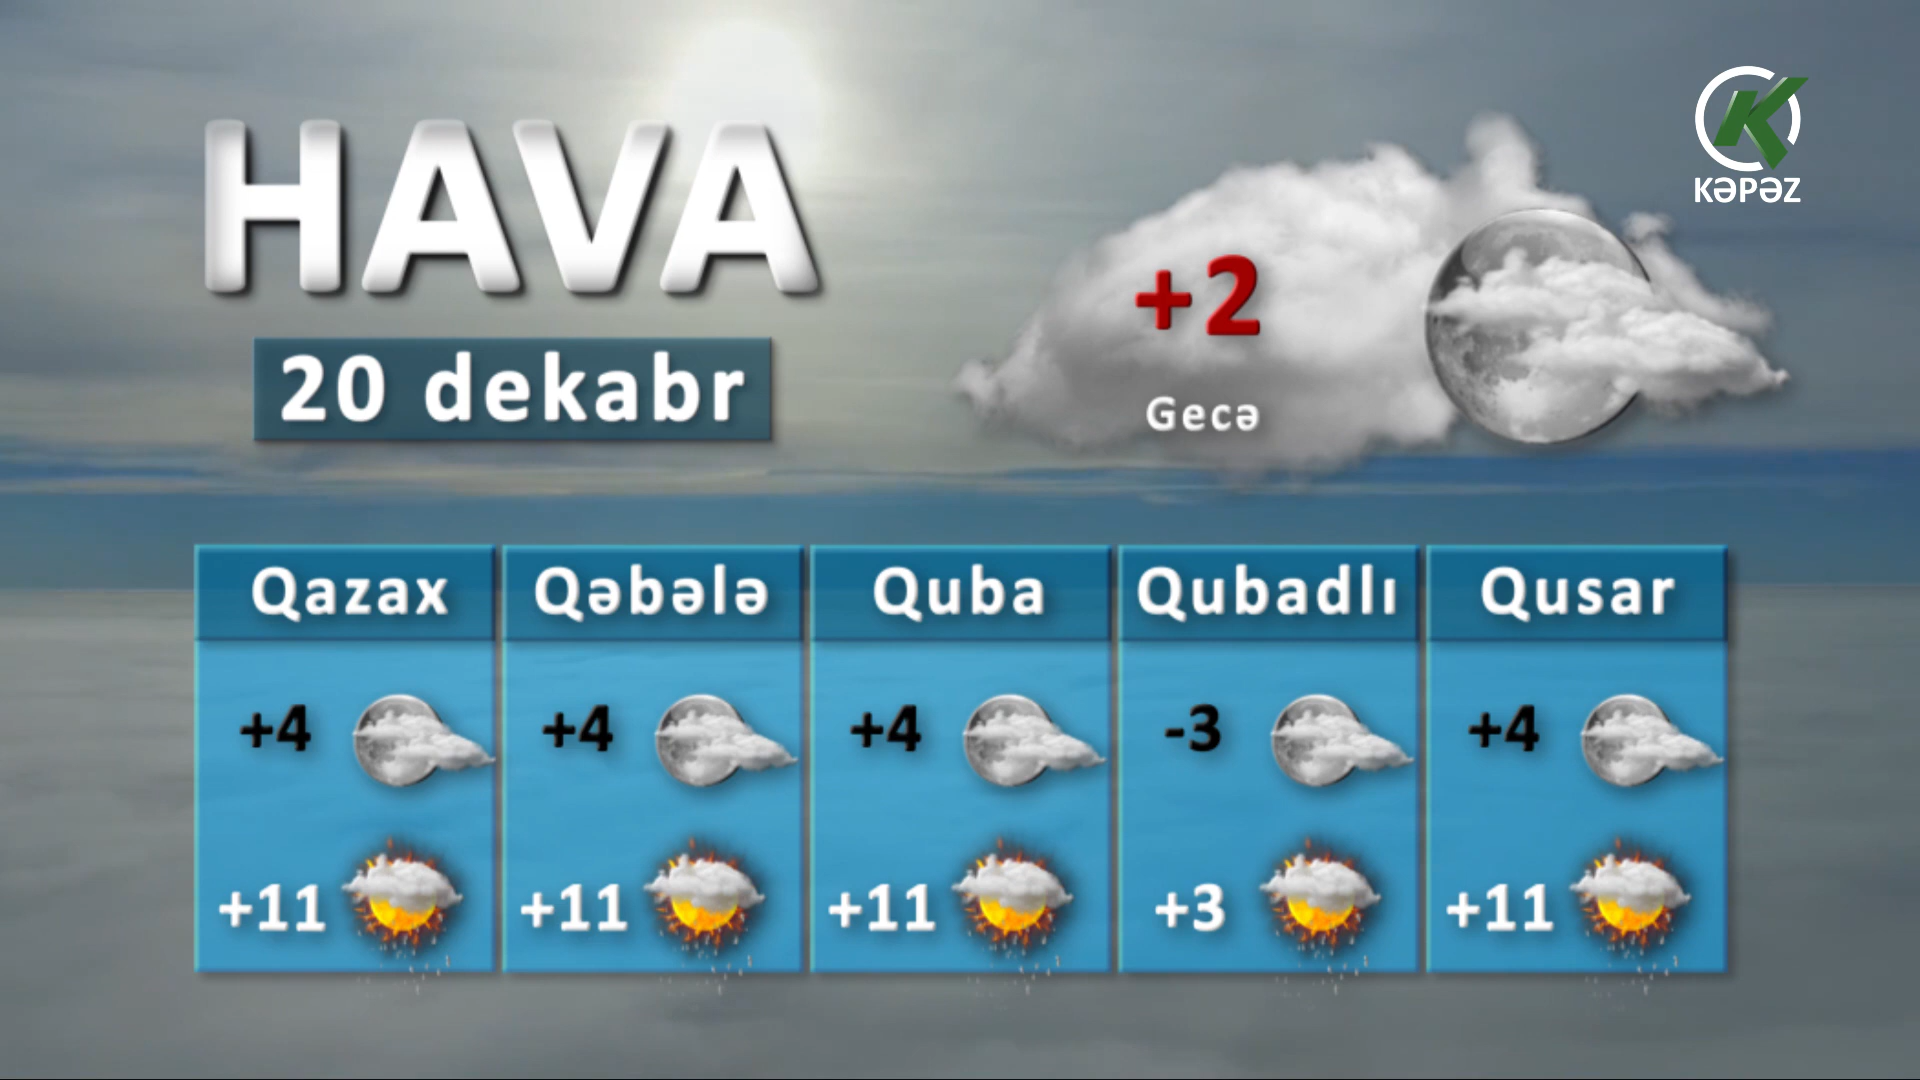 HAVA
20 dekabr
+2
Gecə
KƏPƏZ
Qazax
Qəbələ
Quba
Qubadlı
Qusar
+4
+4
+4
-3
+4
+11
+11
+11
+3
+11